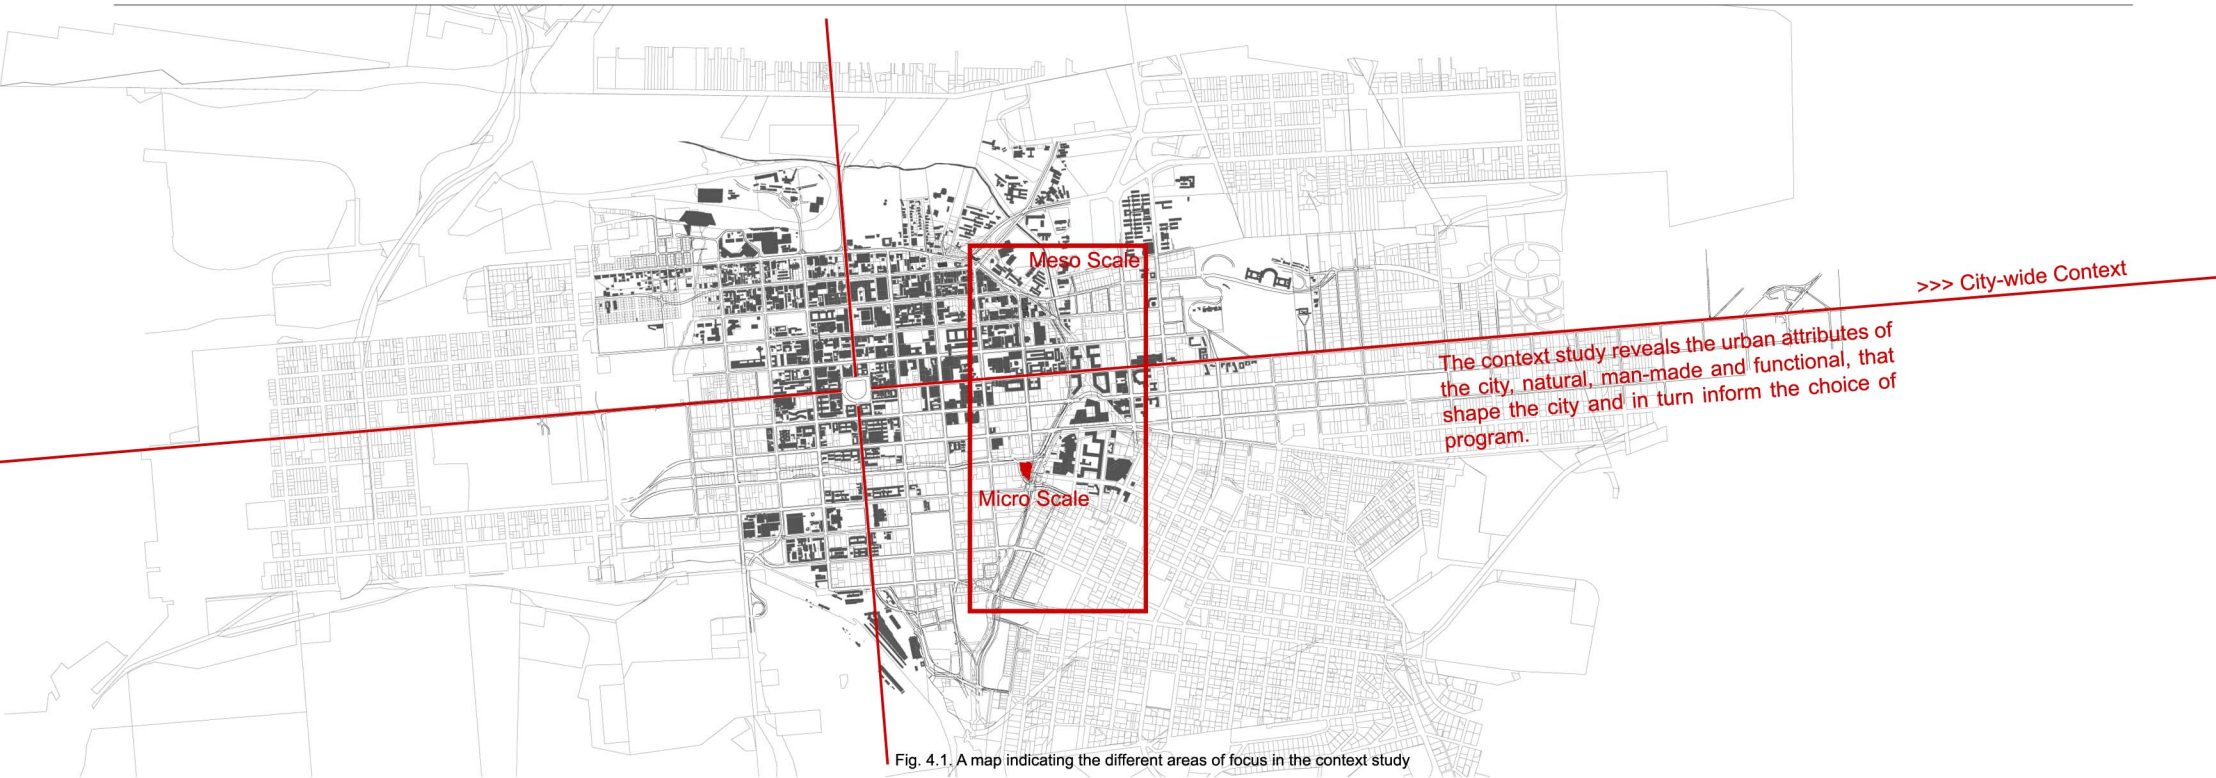 Meso Scale
>>> City-wide Context
The context study reveals the urban attributes of
the city, natural, man-made and functional, that
shape the city and in turn inform the choice of
program.
Micro Scale
Fig. 4.1. A map indicating the different areas of focus in the context study